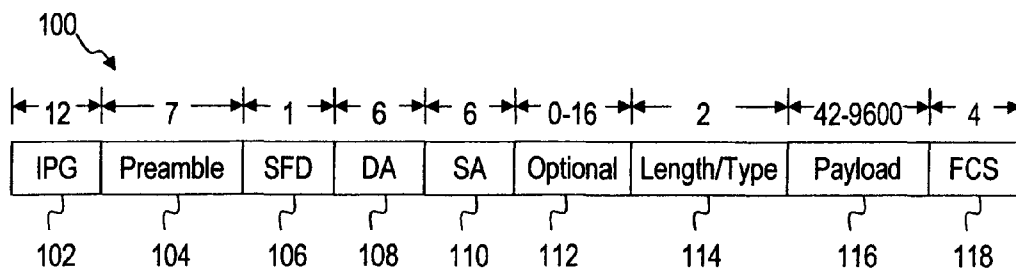 100
12 7 1 6 6 0-16 2 42-9600 4
IPG Preamble SFD DA SA Optional Length/Type Payload FCS
102 104 106 108 110 112 114 116 118